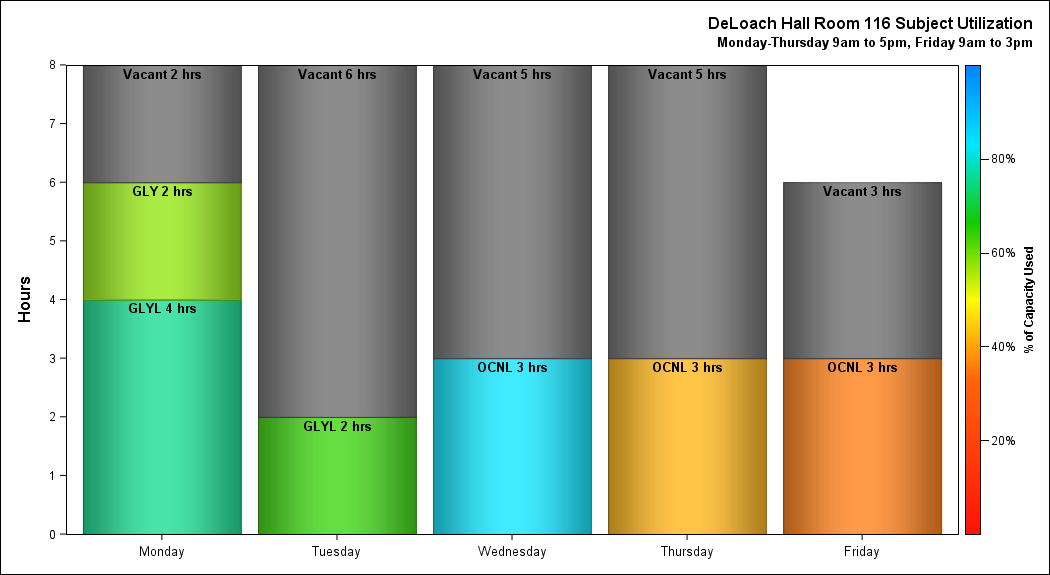 DeLoach Hall Room 116 Subject Utilization
Monday-Thursday 9am to 5pm, Friday 9am to 3pm
Hours
8
7
6
5
4
3
2
1
0
Vacant 2 hrs
GLY 2 hrs
GLYL 4 hrs
Vacant 6 hrs
GLYL 2 hrs
Vacant 5 hrs
OCNL 3 hrs
Vacant 5 hrs
OCNL 3 hrs
Vacant 3 hrs
OCNL 3 hrs
Monday
Tuesday
Wednesday
Thursday
Friday
80%
60%
40%
20%
% of Capacity Used